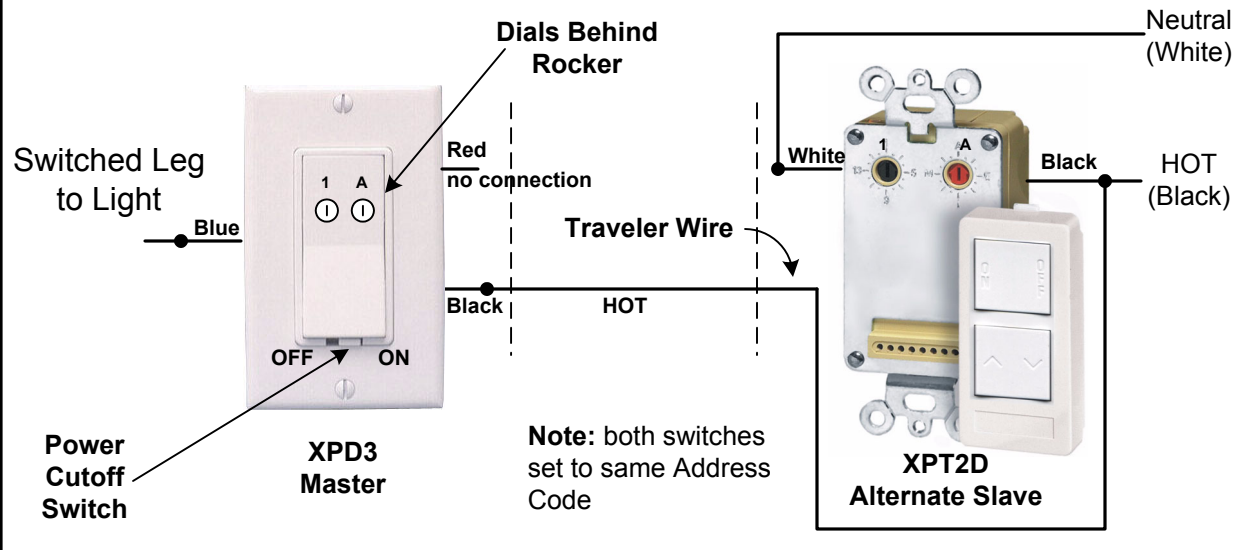 Dials Behind
Rocker
Neutral
(White)
Switched Leg
to Light
Blue
1 A
Red
no connection
OFF ON
Black
HOT
Traveler Wire
White
1 A
Black
HOT
(Black)
Power
Cutoff
Switch
XPD3
Master
Note: both switches
set to same Address
Code
XPT2D
Alternate Slave